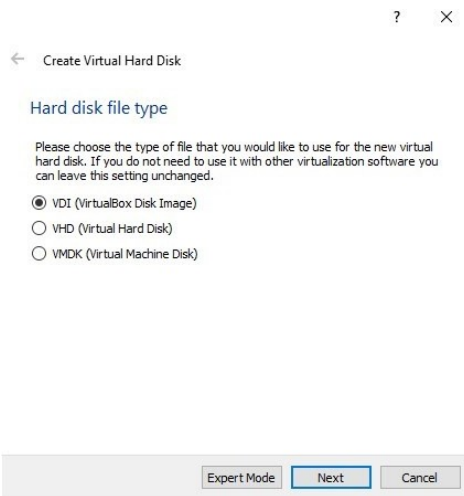 ?
Create Virtual Hard Disk
Hard disk file type
Please choose the type of file that you would like to use for the new virtual
hard disk. If you do not need to use it with other virtualization software you
can leave this setting unchanged.
VDI (VirtualBox Disk Image)
VHD (Virtual Hard Disk)
VMDK (Virtual Machine Disk)
Expert Mode Next Cancel